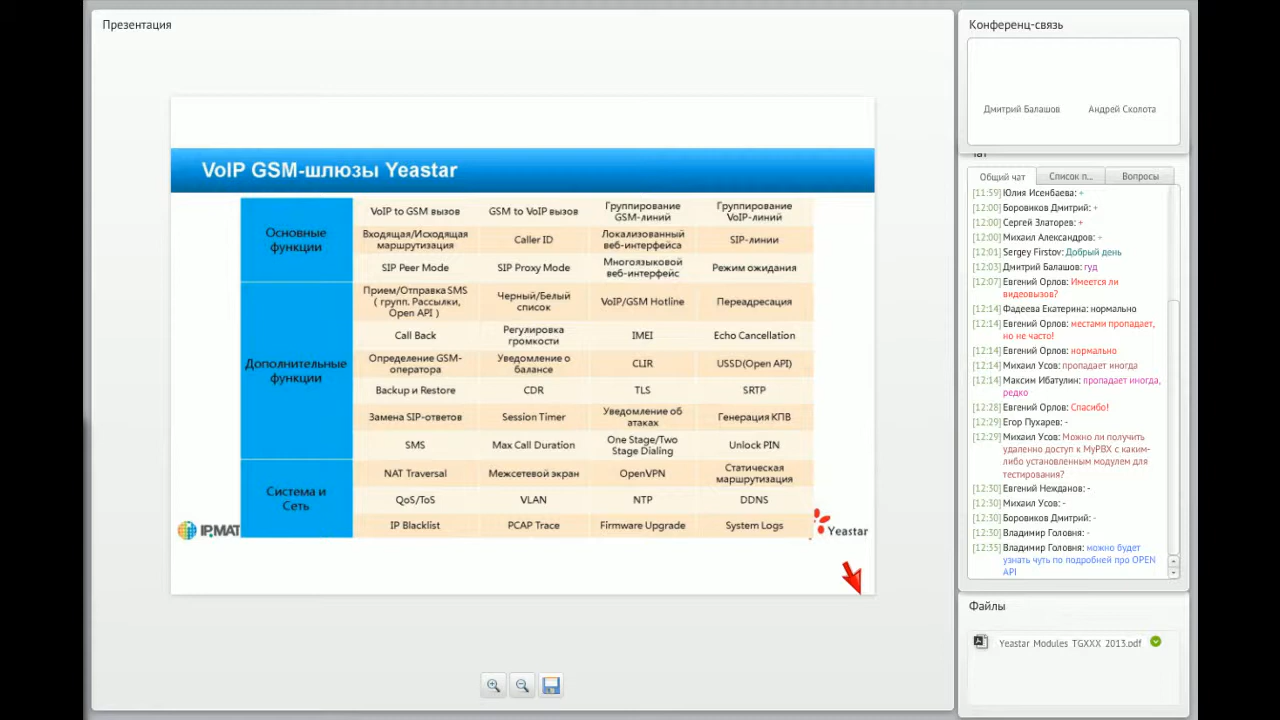 Презентация
VoIP GSM-шлюзы Yeastar
Основные
функции
VoIP to GSM вызов
GSM to VoIP вызов
Группирование
GSM-линий
Группирование
VoIP-линий
Входящая/Исходящая
маршрутизация
Caller ID
Локализованный
веб-интерфейса
SIP-линии
SIP Peer Mode
SIP Proxy Mode
Многоязыковой
веб-интерфейс
Режим ожидания
Дополнительные
функции
Прием/Отправка SMS
( групп. Рассылки,
Open API )
Черный/Белый
список
VoIP/GSM Hotline
Переадресация
Call Back
Регулировка
громкости
IMEI
Echo Cancellation
Определение GSM-
оператора
Уведомление о
балансе
CLIR
USSD(Open API)
Backup и Restore
CDR
TLS
SRTP
Замена SIP-ответов
Session Timer
Уведомление об
атаках
Генерация КПВ
SMS
Max Call Duration
One Stage/Two
Stage Dialing
Unlock PIN
Система и
Сеть
NAT Traversal
Межсетевой экран
OpenVPN
Статическая
маршрутизация
QoS/ToS
VLAN
NTP
DDNS
IP Blacklist
PCAP Trace
Firmware Upgrade
System Logs
IPMAT
Yeastar
Конференц-связь
Дмитрий Балашов
Андрей Сколота
Чат
Общий чат
Список п...
Вопросы
[11:59] Юлия Исенбаева: +
[12:00] Боровиков Дмитрий: +
[12:00] Сергей Златорев: +
[12:00] Михаил Александров: +
[12:01] Sergey Firstov: Добрый день
[12:03] Дмитрий Балашов: гуд
[12:07] Евгений Орлов: Имеется ли
видеовызов?
[12:14] Фадеева Екатерина: нормально
[12:14] Евгений Орлов: местами пропадает,
но не часто!
[12:14] Евгений Орлов: нормально
[12:14] Михаил Усов: пропадает иногда
[12:14] Максим Ибатулин: пропадает иногда,
редко
[12:28] Евгений Орлов: Спасибо!
[12:29] Егор Пухарев: -
[12:29] Михаил Усов: Можно ли получить
удаленно доступ к MyPBX с каким-
либо установленным модулем для
тестирования?
[12:30] Евгений Нежданов: -
[12:30] Михаил Усов: -
[12:30] Боровиков Дмитрий: -
[12:30] Владимир Головня: -
[12:35] Владимир Головня: можно будет
узнать чуть по подробней про OPEN
API
Файлы
Yeastar Modules TGXXX 2013.pdf